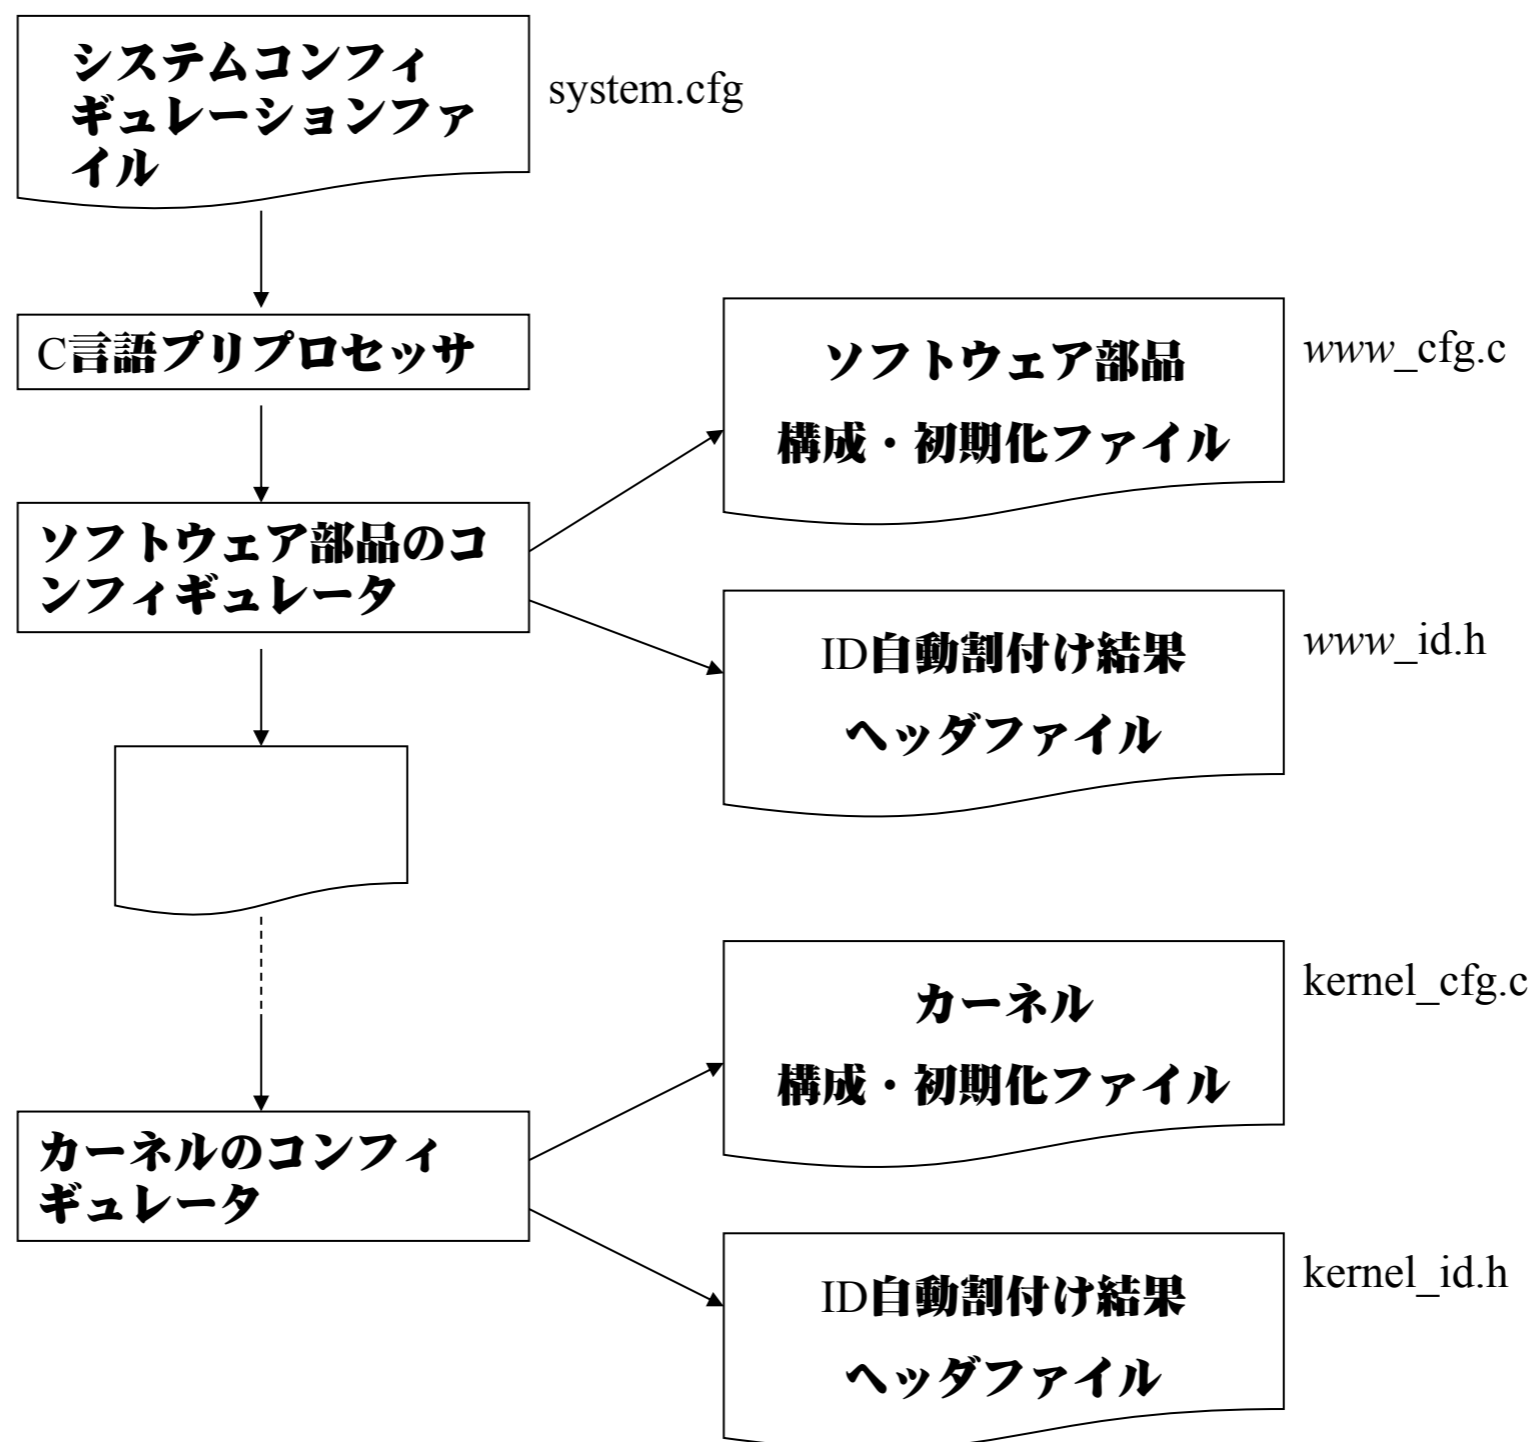 システムコンフィ
ギュレーションファ
イル
system.cfg
C言語プリプロセッサ
ソフトウェア部品
構成・初期化ファイル
www_cfg.c
ソフトウェア部品のコ
ンフィギュレータ
ID自動割付け結果
ヘッダファイル
www_id.h
カーネル
構成・初期化ファイル
kernel_cfg.c
カーネルのコンフィ
ギュレータ
ID自動割付け結果
ヘッダファイル
kernel_id.h